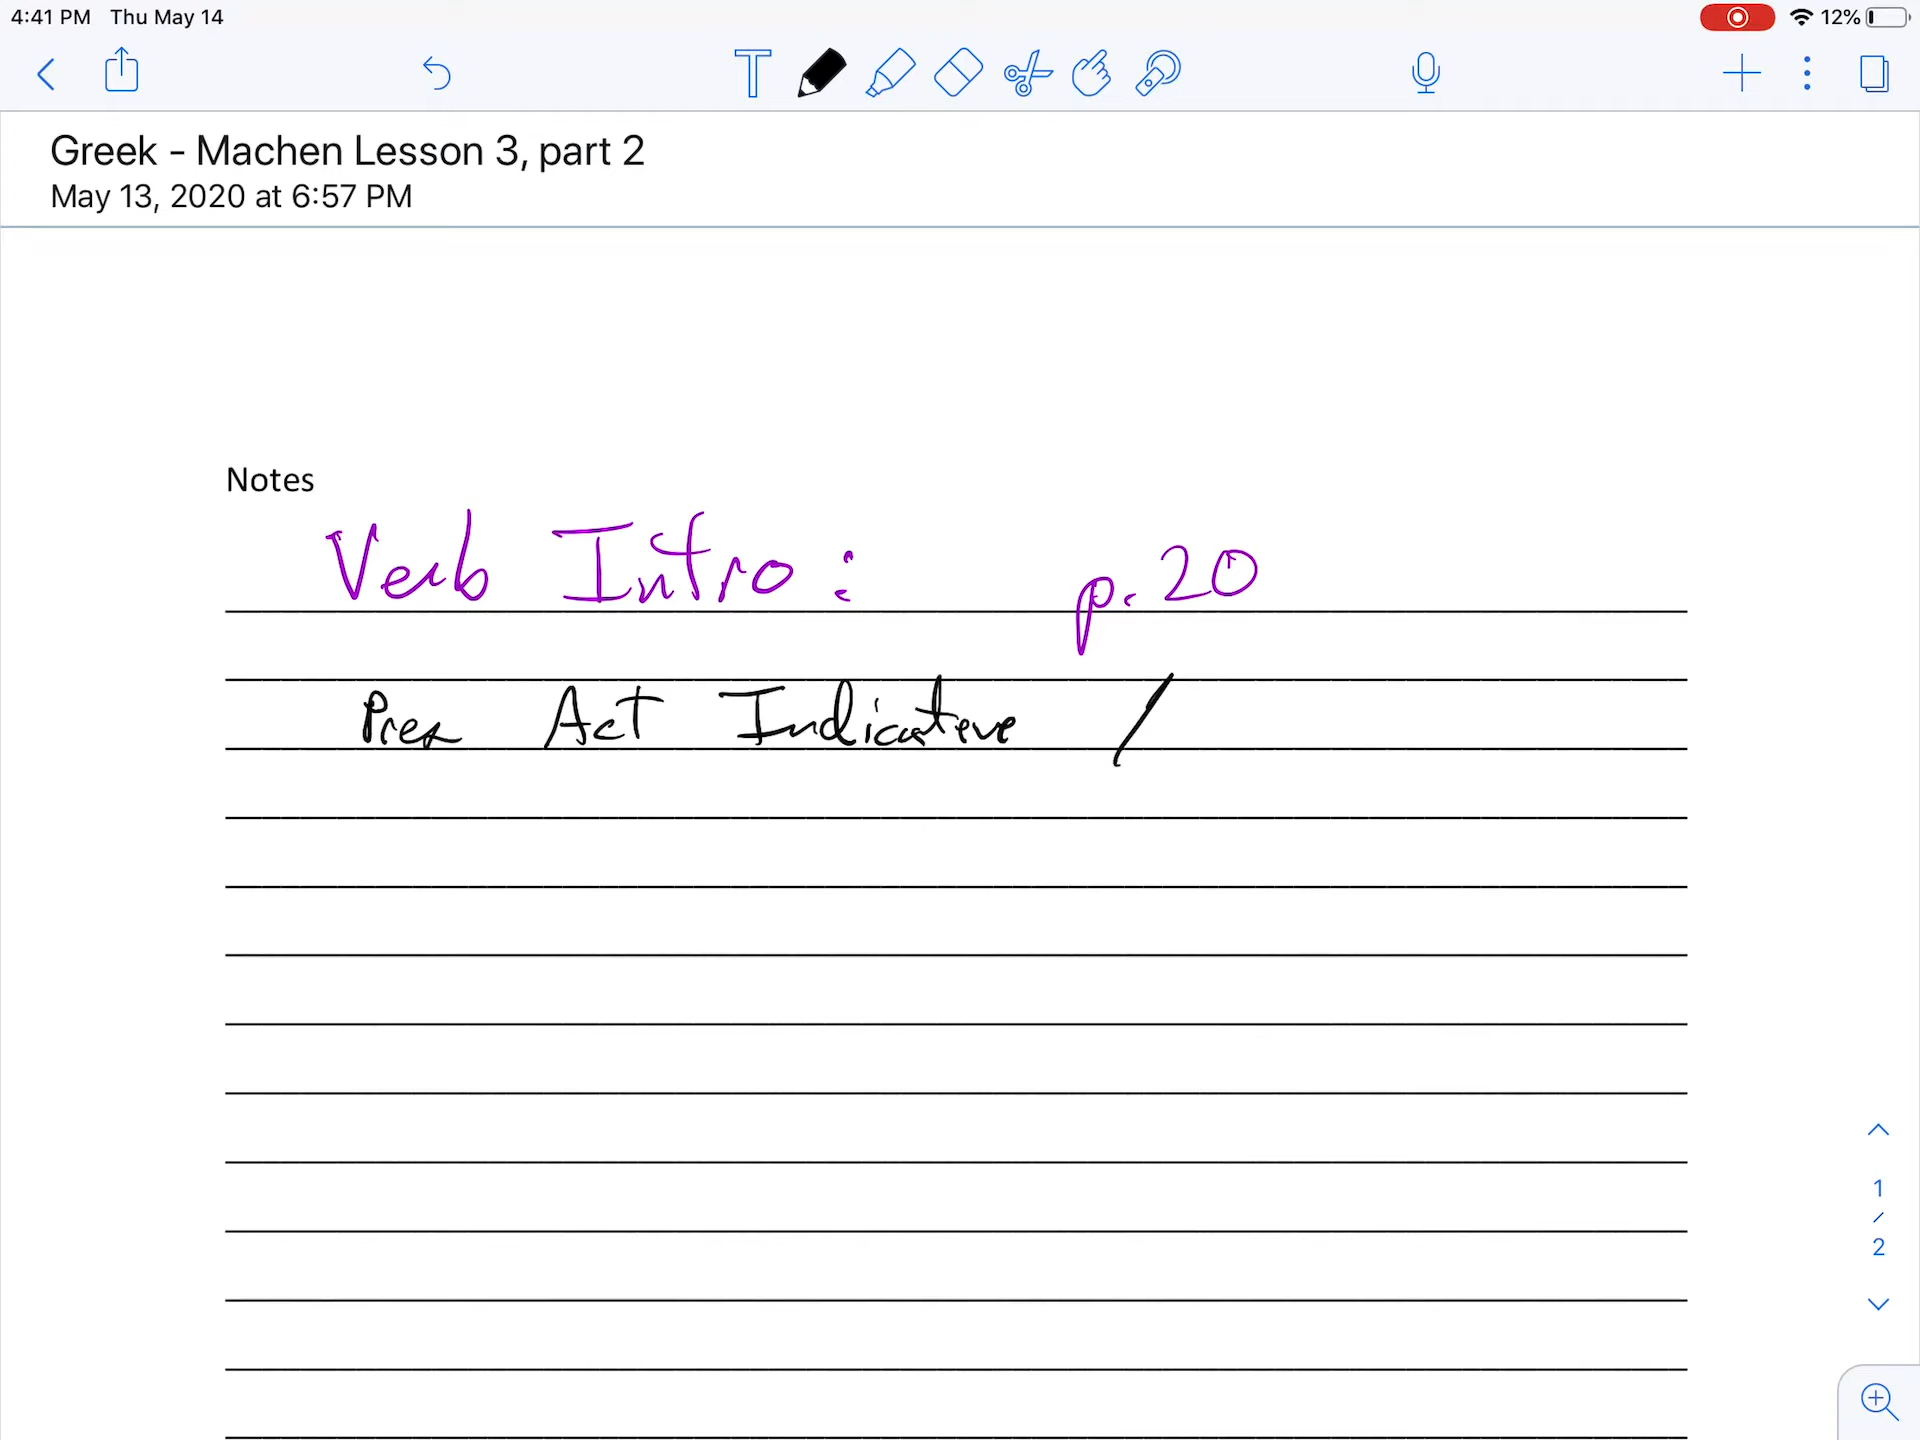 4:41 PM Thu May 14 12%
Greek - Machen Lesson 3, part 2
May 13, 2020 at 6:57 PM
Notes
Verb Intro: p. 20
Pres Act Indicative /
1
/
2